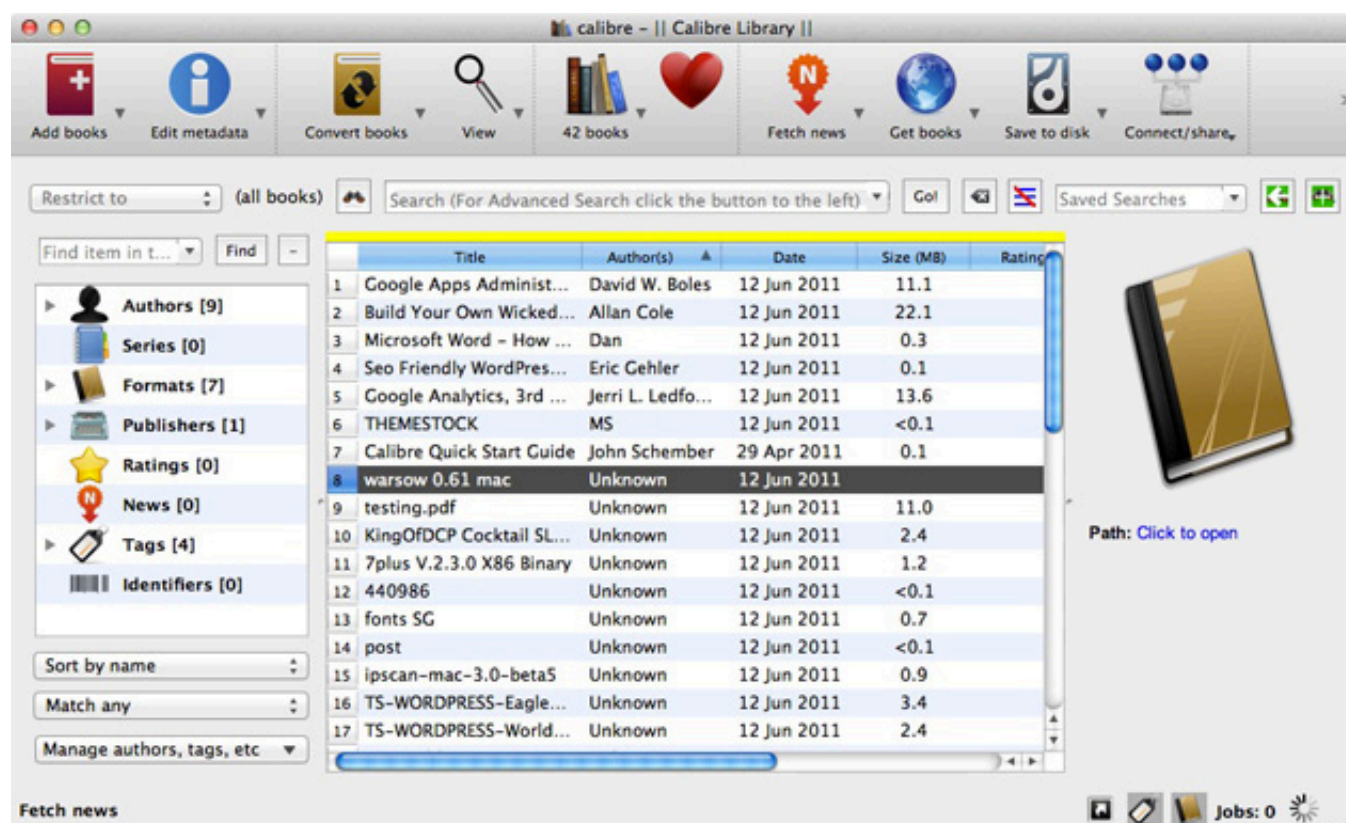 calibre - || Calibre Library ||
N
Add books Edit metadata Convert books View 42 books Fetch news Get books Save to disk Connect/share
Restrict to (all books) Search (For Advanced Search click the button to the left) Go! Saved Searches
Find item in t... Find -
Title Author(s) Date Size (MB) Rating
1 Google Apps Administ... David W. Boles 12 Jun 2011 11.1
2 Build Your Own Wicked... Allan Cole 12 Jun 2011 22.1
3 Microsoft Word - How ... Dan 12 Jun 2011 0.3
4 Seo Friendly WordPres... Eric Gehler 12 Jun 2011 0.1
5 Google Analytics, 3rd ... Jerri L. Ledfo... 12 Jun 2011 13.6
6 THEMESTOCK MS 12 Jun 2011 <0.1
7 Calibre Quick Start Guide John Schember 29 Apr 2011 0.1
8 warsow 0.61 mac Unknown 12 Jun 2011
9 testing.pdf Unknown 12 Jun 2011 11.0
10 KingOfDCP Cocktail SL... Unknown 12 Jun 2011 2.4
11 7plus V.2.3.0 X86 Binary Unknown 12 Jun 2011 1.2
12 440986 Unknown 12 Jun 2011 <0.1
13 fonts SG Unknown 12 Jun 2011 0.7
14 post Unknown 12 Jun 2011 <0.1
15 ipscan-mac-3.0-beta5 Unknown 12 Jun 2011 0.9
16 TS-WORDPRESS-Eagle... Unknown 12 Jun 2011 3.4
17 TS-WORDPRESS-World... Unknown 12 Jun 2011 2.4
Authors [9]
Series [0]
Formats [7]
Publishers [1]
Ratings [0]
N
News [0]
Tags [4]
Identifiers [0]
Sort by name
Match any
Manage authors, tags, etc
Path: Click to open
Fetch news Jobs: 0